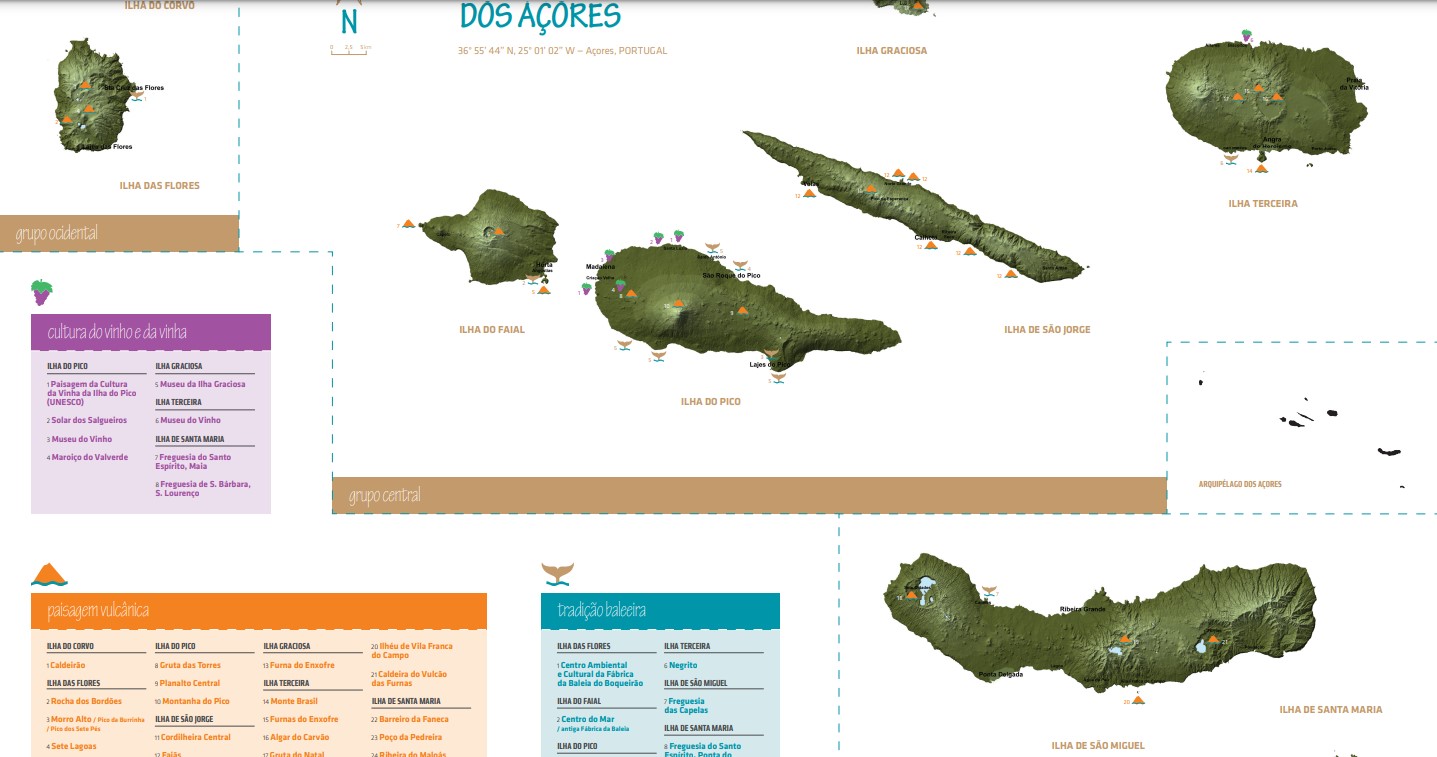 ILHA DO CORVO
N
0 2,5 5km
DOS AÇORES
36° 55' 44" N, 25° 01' 02" W – Açores, PORTUGAL
ILHA GRACIOSA
Sta Cruz das Flores
Lajes das Flores
ILHA DAS FLORES
grupo ocidental
Praia
da Vitória
Angra
do Heroísmo
ILHA TERCEIRA
Velas
Calheta
ILHA DE SÃO JORGE
Horta
ILHA DO FAIAL
Madalena
Criação Velha
Santo António
São Roque do Pico
Lajes do Pico
ILHA DO PICO
grupo central
ARQUIPÉLAGO DOS AÇORES
cultura do vinho e da vinha
ILHA DO PICO
1 Paisagem da Cultura
da Vinha da Ilha do Pico
(UNESCO)
2 Solar dos Salgueiros
3 Museu do Vinho
4 Maroiço do Valverde
ILHA GRACIOSA
5 Museu da Ilha Graciosa
ILHA TERCEIRA
6 Museu do Vinho
ILHA DE SANTA MARIA
7 Freguesia do Santo
Espírito, Maia
8 Freguesia de S. Bárbara,
S. Lourenço
paisagem vulcânica
ILHA DO CORVO
1 Caldeirão
ILHA DAS FLORES
2 Rocha dos Bordões
3 Morro Alto / Pico da Burrinha
/ Pico dos Sete Pés
4 Sete Lagoas
ILHA DO PICO
8 Gruta das Torres
9 Planalto Central
10 Montanha do Pico
ILHA DE SÃO JORGE
11 Cordilheira Central
12 Fajãs
ILHA GRACIOSA
13 Furna do Enxofre
ILHA TERCEIRA
14 Monte Brasil
15 Furnas do Enxofre
16 Algar do Carvão
17 Gruta do Natal
20 Ilhéu de Vila Franca
do Campo
21 Caldeira do Vulcão
das Furnas
ILHA DE SANTA MARIA
22 Barreiro da Faneca
23 Poço da Pedreira
24 Ribeira do Maloás
tradição baleeira
ILHA DAS FLORES
1 Centro Ambiental
e Cultural da Fábrica
da Baleia do Boqueirão
ILHA DO FAIAL
2 Centro do Mar
/ antiga Fábrica da Baleia
ILHA DO PICO
ILHA TERCEIRA
6 Negrito
ILHA DE SÃO MIGUEL
7 Freguesia
das Capelas
ILHA DE SANTA MARIA
8 Freguesia do Santo
Espírito, Ponta do
Ribeira Grande
Ponta Delgada
ILHA DE SANTA MARIA
ILHA DE SÃO MIGUEL